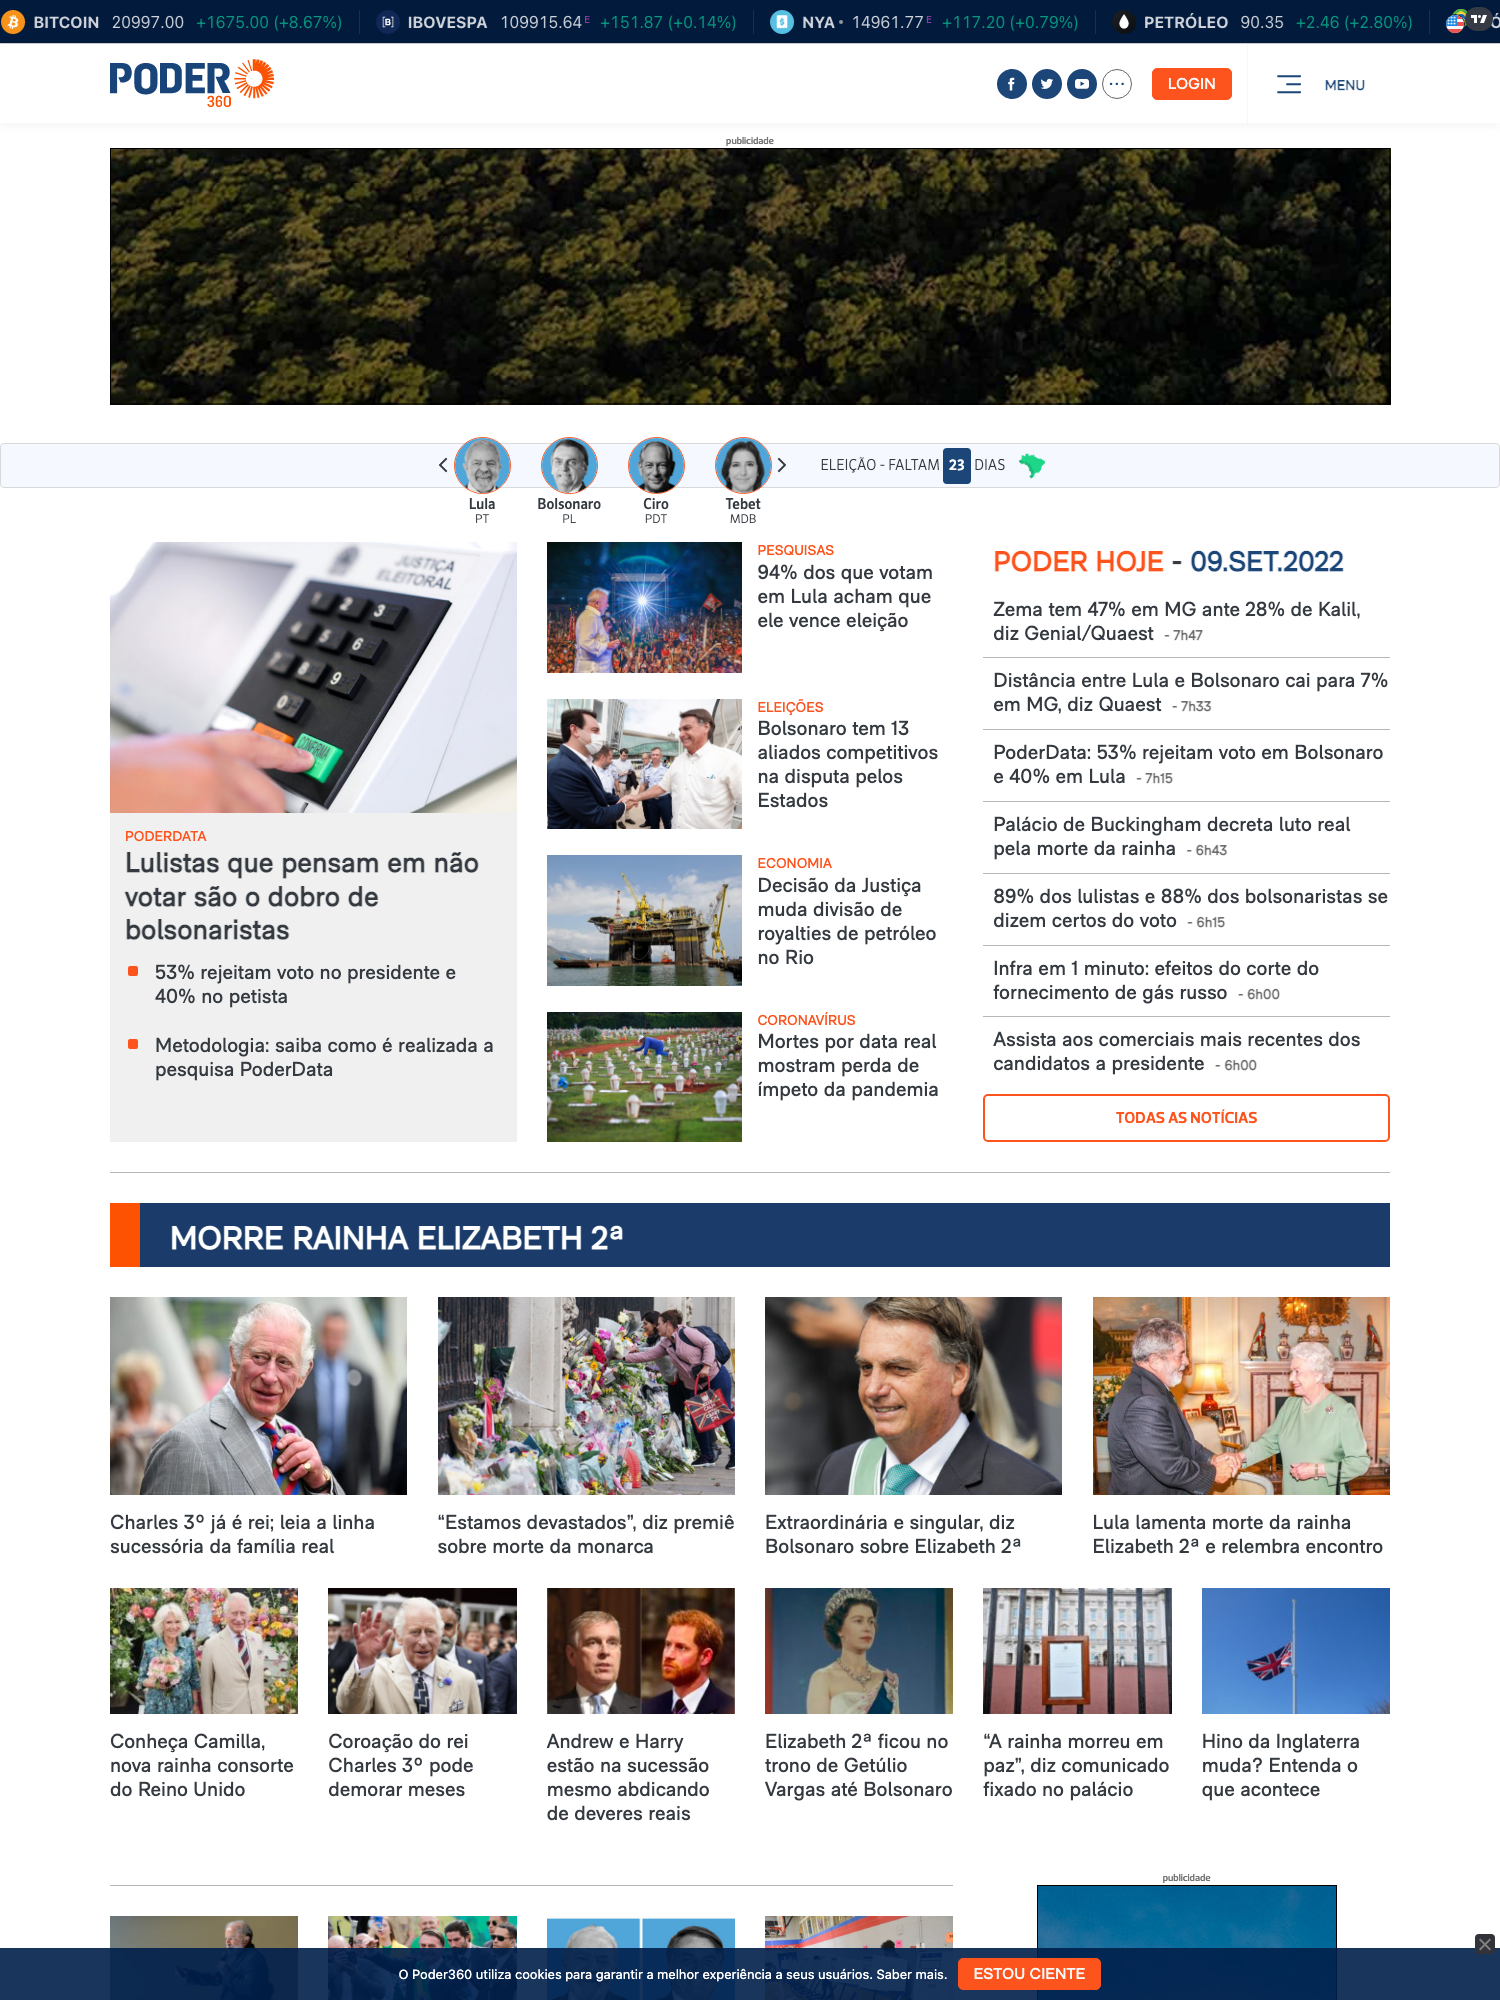 BITCOIN 20997.00 +1675.00 (+8.67%) IBOVESPA 109915.64 E +151.87 (+0.14%) NYA 14961.77 E +117.20 (+0.79%) PETRÓLEO 90.35 +2.46 (+2.80%)
PODER
360
LOGIN
MENU
publicidade
ELEIÇÃO - FALTAM 23 DIAS
Lula
PT
Bolsonaro
PL
Ciro
PDT
Tebet
MDB
JUSTIÇA
ELEITORAL
1 2 3
4 5 6
8 9
0
CONFIRMA
PODERDATA
Lulistas que pensam em não
votar são o dobro de
bolsonaristas
53% rejeitam voto no presidente e
40% no petista
Metodologia: saiba como é realizada a
pesquisa PoderData
PESQUISAS
94% dos que votam
em Lula acham que
ele vence eleição
ELEIÇÕES
Bolsonaro tem 13
aliados competitivos
na disputa pelos
Estados
ECONOMIA
Decisão da Justiça
muda divisão de
royalties de petróleo
no Rio
CORONAVÍRUS
Mortes por data real
mostram perda de
ímpeto da pandemia
PODER HOJE - 09.SET.2022
Zema tem 47% em MG ante 28% de Kalil,
diz Genial/Quaest - 7h47
Distância entre Lula e Bolsonaro cai para 7%
em MG, diz Quaest - 7h33
PoderData: 53% rejeitam voto em Bolsonaro
e 40% em Lula - 7h15
Palácio de Buckingham decreta luto real
pela morte da rainha - 6h43
89% dos lulistas e 88% dos bolsonaristas se
dizem certos do voto - 6h15
Infra em 1 minuto: efeitos do corte do
fornecimento de gás russo - 6h00
Assista aos comerciais mais recentes dos
candidatos a presidente - 6h00
TODAS AS NOTÍCIAS
MORRE RAINHA ELIZABETH 2ª
Charles 3º já é rei; leia a linha
sucessória da família real
“Estamos devastados”, diz premiê
sobre morte da monarca
Extraordinária e singular, diz
Bolsonaro sobre Elizabeth 2ª
Lula lamenta morte da rainha
Elizabeth 2ª e relembra encontro
Conheça Camilla,
nova rainha consorte
do Reino Unido
Coroação do rei
Charles 3º pode
demorar meses
Andrew e Harry
estão na sucessão
mesmo abdicando
de deveres reais
Elizabeth 2ª ficou no
trono de Getúlio
Vargas até Bolsonaro
“A rainha morreu em
paz”, diz comunicado
fixado no palácio
Hino da Inglaterra
muda? Entenda o
que acontece
publicidade
O Poder360 utiliza cookies para garantir a melhor experiência a seus usuários. Saber mais.
ESTOU CIENTE